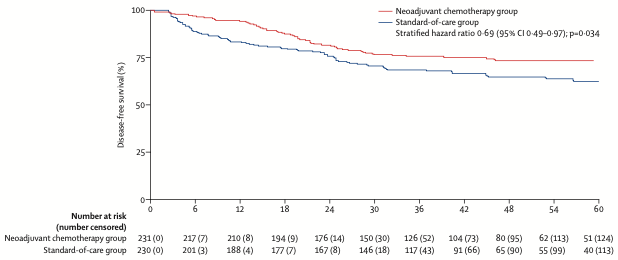 100
Neoadjuvant chemotherapy group
Standard-of-care group
Stratified hazard ratio 0·69 (95% CI 0·49–0·97); p=0·034
75
50
25
0
Disease-free survival (%)
0 6 12 18 24 30 36 42 48 54 60
Number at risk
(number censored)
Neoadjuvant chemotherapy group 231 (0) 217 (7) 210 (8) 194 (9) 176 (14) 150 (30) 126 (52) 104 (73) 80 (95) 62 (113) 51 (124)
Standard-of-care group 230 (0) 201 (3) 188 (4) 177 (7) 167 (8) 146 (18) 117 (43) 91 (66) 65 (90) 55 (99) 40 (113)